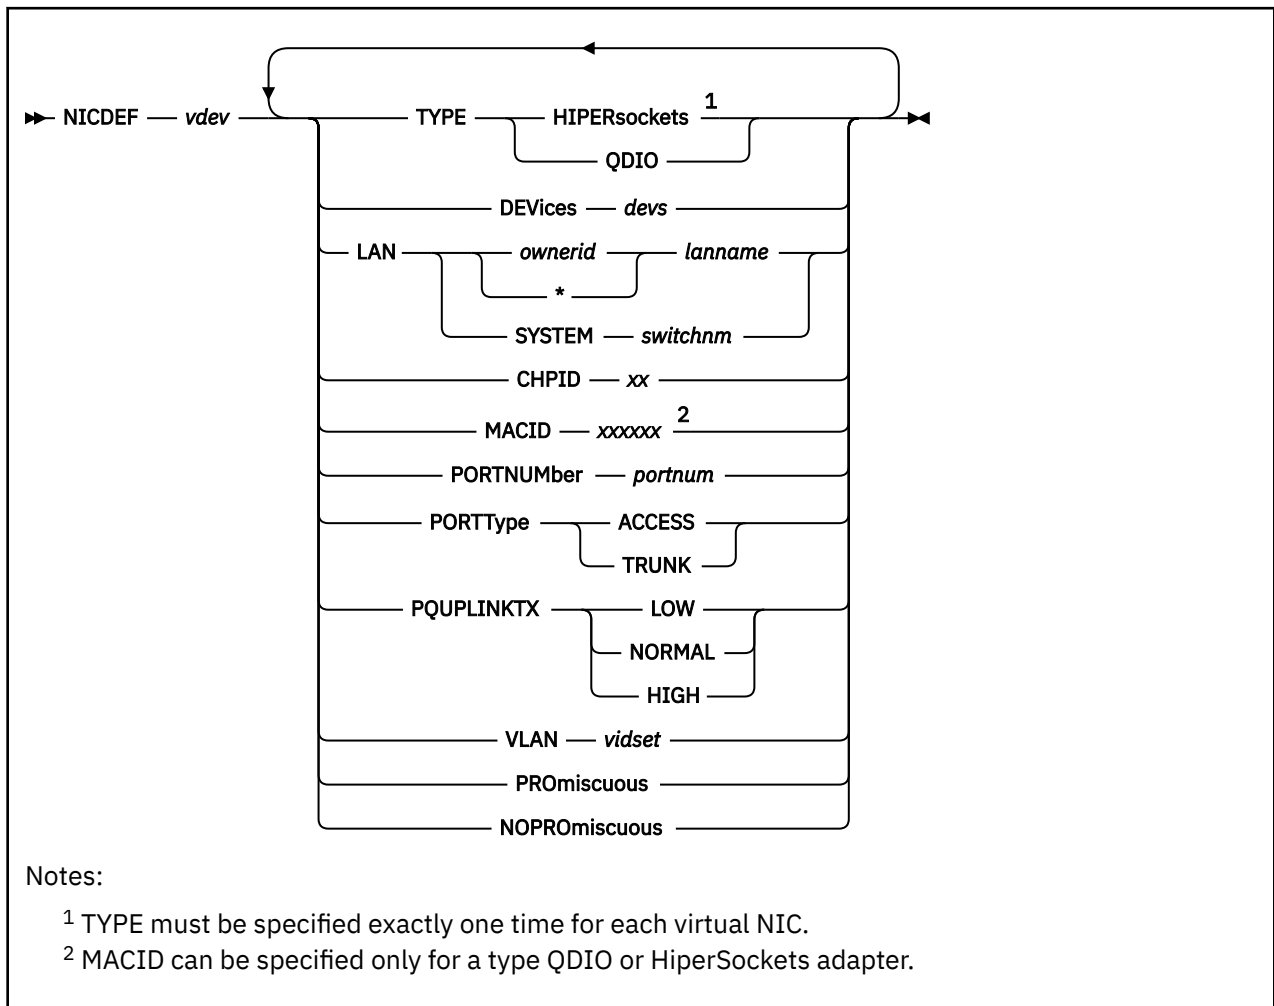 NICDEF vdev TYPE HIPERsockets 1
QDIO
DEVices devs
LAN ownerid lanname
*
SYSTEM switchnm
CHPID xx
MACID xxxxxx 2
PORTNUMber portnum
PORTType ACCESS
TRUNK
PQUPLINKTX LOW
NORMAL
HIGH
VLAN vidset
PROmiscuous
NOPROmiscuous
Notes:
1 TYPE must be specified exactly one time for each virtual NIC.
2 MACID can be specified only for a type QDIO or HiperSockets adapter.